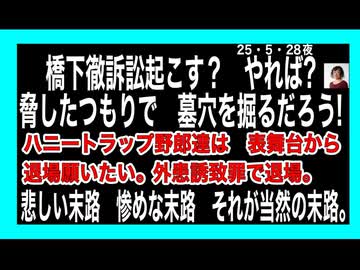 25・5・28夜
橋下徹訴訟起こす？　やれば？
脅したつもりで　墓穴を掘るだろう!
ハニートラップ野郎達は　表舞台から
退場願いたい。外患誘致罪で退場。
悲しい末路　惨めな末路　それが当然の末路。